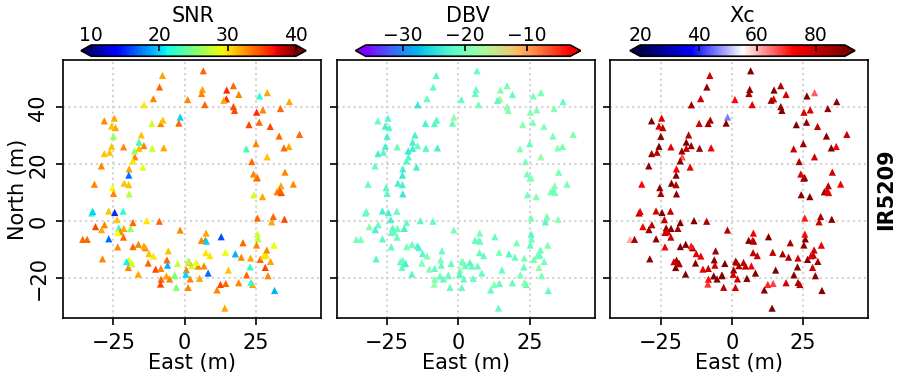 SNR DBV Xc
10 20 30 40 −30 −20 −10 20 40 60 80
40
20
0
−20
North (m)
IR5209
−25 0 25 −25 0 25 −25 0 25
East (m) East (m) East (m)